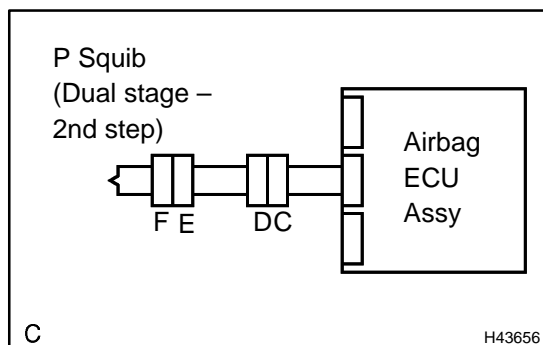 P Squib
(Dual stage –
2nd step)
Airbag
ECU
Assy
F E DC
C
H43656